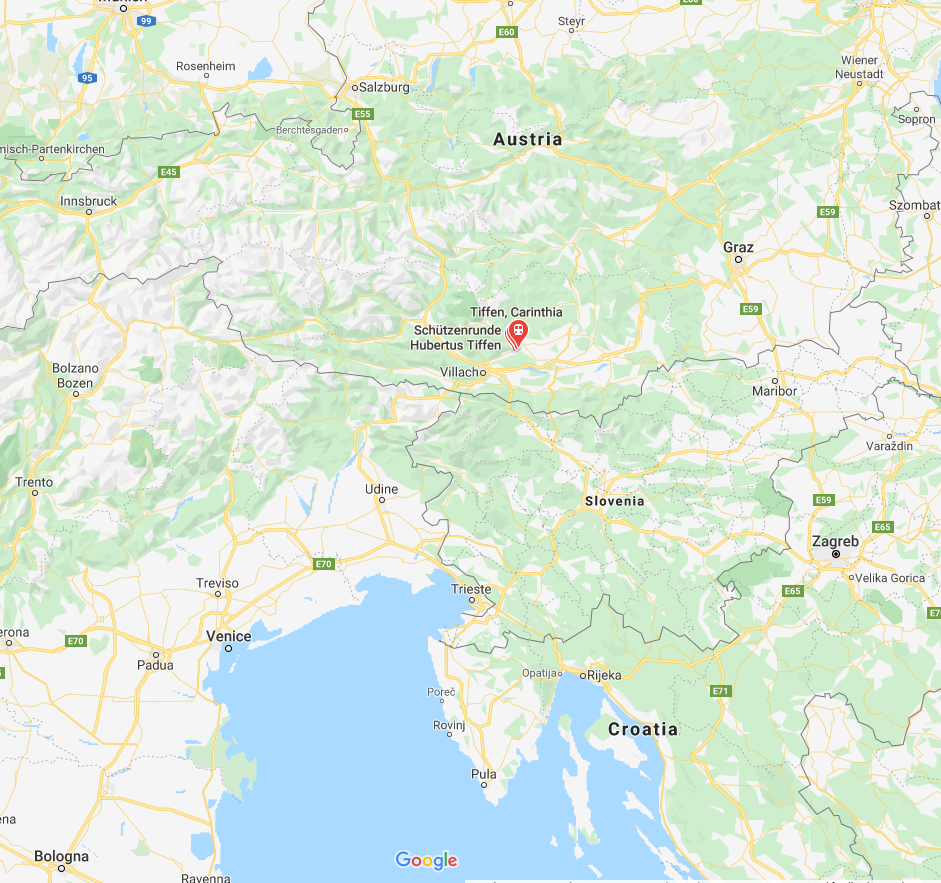 99
Steyr
E60
Rosenheim
95
Wiener
Neustadt
Salzburg
E55
Sopron
Berchtesgaden
Austria
misch-Partenkirchen
E45
Innsbruck
Szombat
E59
Graz
E59
Tiffen, Carinthia
Schützenrunde
Hubertus Tiffen
Villach
Bolzano
Bozen
Maribor
Varaždin
Trento
Udine
Slovenia
E59
E65
Zagreb
E70
Velika Gorica
Treviso
Trieste
E65
Venice
erona
E70
Padua
Opatija
Rijeka
Poreč
E71
Rovinj
Croatia
Pula
ena
Bologna
Google
Ravenna